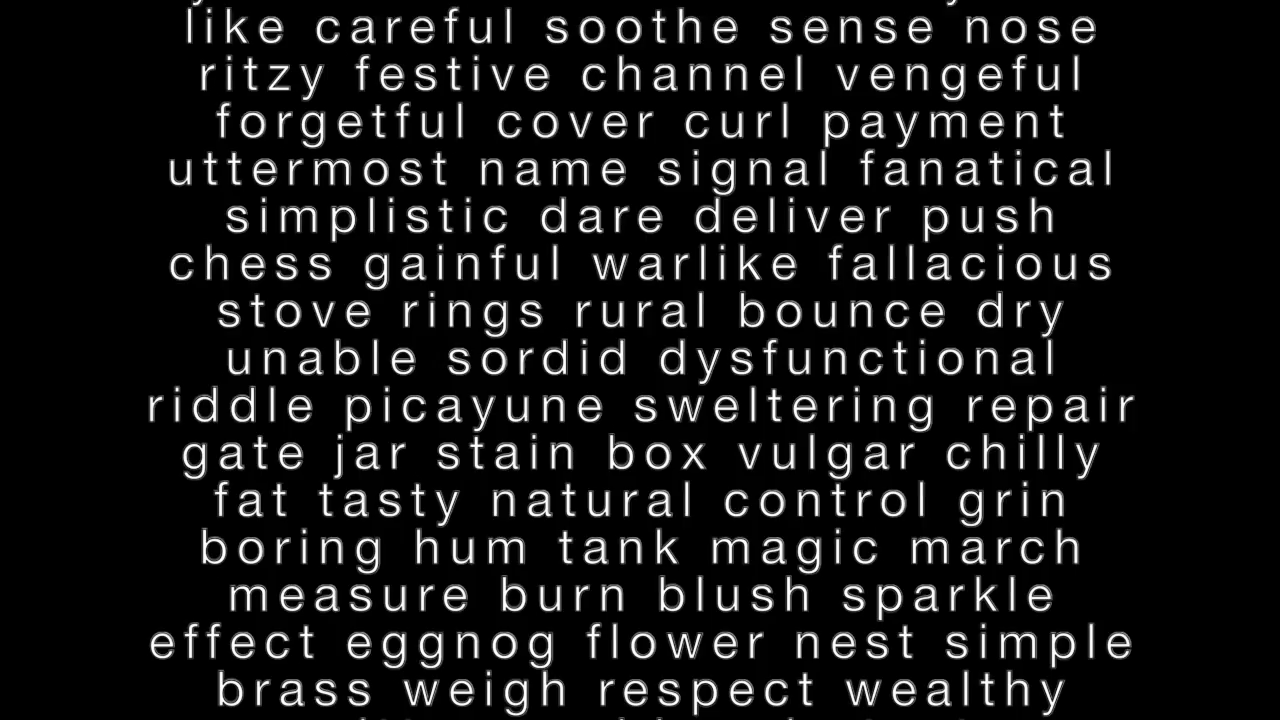 like careful soothe sense nose
ritzy festive channel vengeful
forgetful cover curl payment
uttermost name signal fanatical
simplistic dare deliver push
chess gainful warlike fallacious
stove rings rural bounce dry
unable sordid dysfunctional
riddle picayune sweltering repair
gate jar stain box vulgar chilly
fat tasty natural control grin
boring hum tank magic march
measure burn blush sparkle
effect eggnog flower nest simple
brass weigh respect wealthy